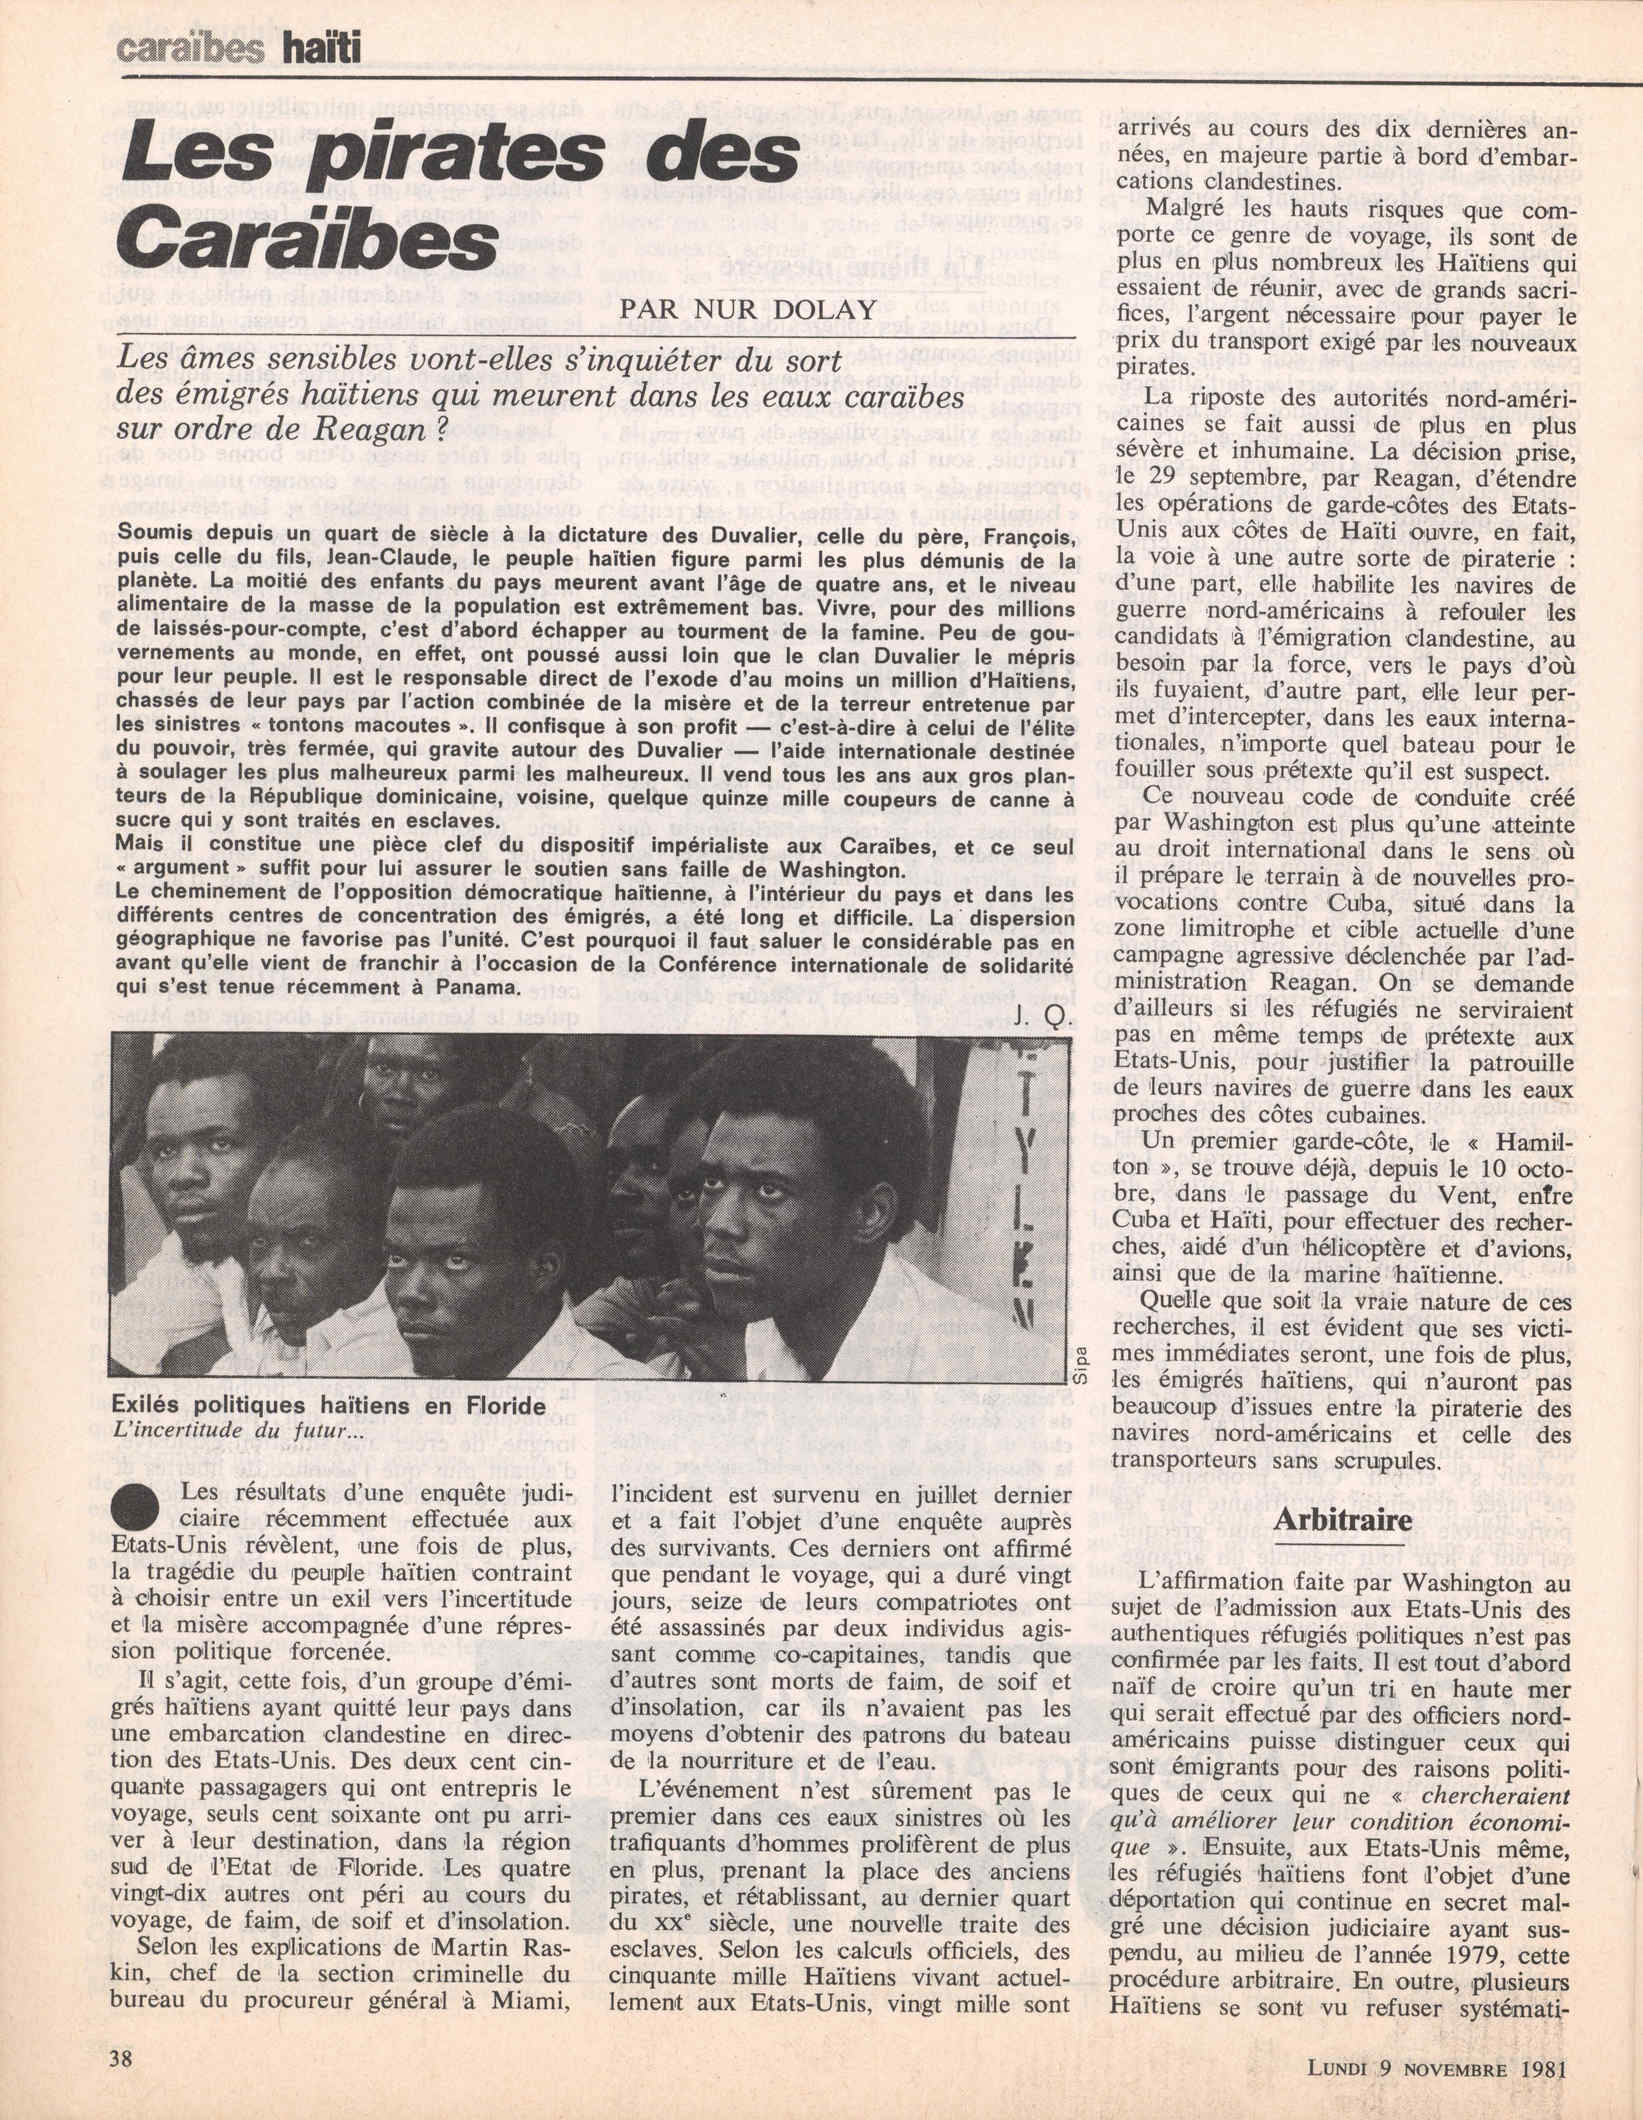 caraïbes haïti
Les pirates des
Caraïbes
PAR NUR DOLAY
Les âmes sensibles vont-elles s'inquiéter du sort
des émigrés haïtiens qui meurent dans les eaux caraïbes
sur ordre de Reagan ?
Soumis depuis un quart de siècle à la dictature des Duvalier, celle du père, François,
puis celle du fils, Jean-Claude, le peuple haïtien figure parmi les plus démunis de la
planète. La moitié des enfants du pays meurent avant l'âge de quatre ans, et le niveau
alimentaire de la masse de la population est extrêmement bas. Vivre, pour des millions
de laissés-pour-compte, c'est d'abord échapper au tourment de la famine. Peu de gou-
vernements au monde, en effet, ont poussé aussi loin que le clan Duvalier le mépris
pour leur peuple. Il est le responsable direct de l'exode d'au moins un million d'Haïtiens,
chassés de leur pays par l'action combinée de la misère et de la terreur entretenue par
les sinistres « tontons macoutes ». Il confisque à son profit — c'est-à-dire à celui de l'élite
du pouvoir, très fermée, qui gravite autour des Duvalier — l'aide internationale destinée
à soulager les plus malheureux parmi les malheureux. Il vend tous les ans aux gros plan-
teurs de la République dominicaine, voisine, quelque quinze mille coupeurs de canne à
sucre qui y sont traités en esclaves.
Mais il constitue une pièce clef du dispositif impérialiste aux Caraïbes, et ce seul
« argument » suffit pour lui assurer le soutien sans faille de Washington.
Le cheminement de l'opposition démocratique haïtienne, à l'intérieur du pays et dans les
différents centres de concentration des émigrés, a été long et difficile. La dispersion
géographique ne favorise pas l'unité. C'est pourquoi il faut saluer le considérable pas en
avant qu'elle vient de franchir à l'occasion de la Conférence internationale de solidarité
qui s'est tenue récemment à Panama.
J. Q.
Sipa
Exilés politiques haïtiens en Floride
L'incertitude du futur...
Les résultats d'une enquête judi-
ciaire récemment effectuée aux
Etats-Unis révèlent, une fois de plus,
la tragédie du peuple haïtien contraint
à choisir entre un exil vers l'incertitude
et la misère accompagnée d'une répres-
sion politique forcenée.
Il s'agit, cette fois, d'un groupe d'émi-
grés haïtiens ayant quitté leur pays dans
une embarcation clandestine en direc-
tion des Etats-Unis. Des deux cent cin-
quante passagagers qui ont entrepris le
voyage, seuls cent soixante ont pu arri-
ver à leur destination, dans la région
sud de l'Etat de Floride. Les quatre
vingt-dix autres ont péri au cours du
voyage, de faim, de soif et d'insolation.
Selon les explications de Martin Ras-
kin, chef de la section criminelle du
bureau du procureur général à Miami,
l'incident est survenu en juillet dernier
et a fait l'objet d'une enquête auprès
des survivants. Ces derniers ont affirmé
que pendant le voyage, qui a duré vingt
jours, seize de leurs compatriotes ont
été assassinés par deux individus agis-
sant comme co-capitaines, tandis que
d'autres sont morts de faim, de soif et
d'insolation, car ils n'avaient pas les
moyens d'obtenir des patrons du bateau
de la nourriture et de l'eau.
L'événement n'est sûrement pas le
premier dans ces eaux sinistres où les
trafiquants d'hommes prolifèrent de plus
en plus, prenant la place des anciens
pirates, et rétablissant, au dernier quart
du XXe siècle, une nouvelle traite des
esclaves. Selon les calculs officiels, des
cinquante mille Haïtiens vivant actuel-
lement aux Etats-Unis, vingt mille sont
arrivés au cours des dix dernières an-
nées, en majeure partie à bord d'embar-
cations clandestines.
Malgré les hauts risques que com-
porte ce genre de voyage, ils sont de
plus en plus nombreux les Haïtiens qui
essaient de réunir, avec de grands sacri-
fices, l'argent nécessaire pour payer le
prix du transport exigé par les nouveaux
pirates.
La riposte des autorités nord-améri-
caines se fait aussi de plus en plus
sévère et inhumaine. La décision prise,
le 29 septembre, par Reagan, d'étendre
les opérations de garde-côtes des Etats-
Unis aux côtes de Haïti ouvre, en fait,
la voie à une autre sorte de piraterie :
d'une part, elle habilite les navires de
guerre nord-américains à refouler les
candidats à l'émigration clandestine, au
besoin par la force, vers le pays d'où
ils fuyaient, d'autre part, elle leur per-
met d'intercepter, dans les eaux interna-
tionales, n'importe quel bateau pour le
fouiller sous prétexte qu'il est suspect.
Ce nouveau code de conduite créé
par Washington est plus qu'une atteinte
au droit international dans le sens où
il prépare le terrain à de nouvelles pro-
vocations contre Cuba, situé dans la
zone limitrophe et cible actuelle d'une
campagne agressive déclenchée par l'ad-
ministration Reagan. On se demande
d'ailleurs si les réfugiés ne serviraient
pas en même temps de prétexte aux
Etats-Unis, pour justifier la patrouille
de leurs navires de guerre dans les eaux
proches des côtes cubaines.
Un premier garde-côte, le « Hamil-
ton », se trouve déjà, depuis le 10 octo-
bre, dans le passage du Vent, entre
Cuba et Haïti, pour effectuer des recher-
ches, aidé d'un hélicoptère et d'avions,
ainsi que de la marine haïtienne.
Quelle que soit la vraie nature de ces
recherches, il est évident que ses victi-
mes immédiates seront, une fois de plus,
les émigrés haïtiens, qui n'auront pas
beaucoup d'issues entre la piraterie des
navires nord-américains et celle des
transporteurs sans scrupules.
Arbitraire
L'affirmation faite par Washington au
sujet de l'admission aux Etats-Unis des
authentiques réfugiés politiques n'est pas
confirmée par les faits. Il est tout d'abord
naïf de croire qu'un tri en haute mer
qui serait effectué par des officiers nord-
américains puisse distinguer ceux qui
sont émigrants pour des raisons politi-
ques de ceux qui ne « chercheraient
qu'à améliorer leur condition économi-
que ». Ensuite, aux Etats-Unis même,
les réfugiés haïtiens font l'objet d'une
déportation qui continue en secret mal-
gré une décision judiciaire ayant sus-
pendu, au milieu de l'année 1979, cette
procédure arbitraire. En outre, plusieurs
Haïtiens se sont vu refuser systémati-
38
LUNDI 9 NOVEMBRE 1981